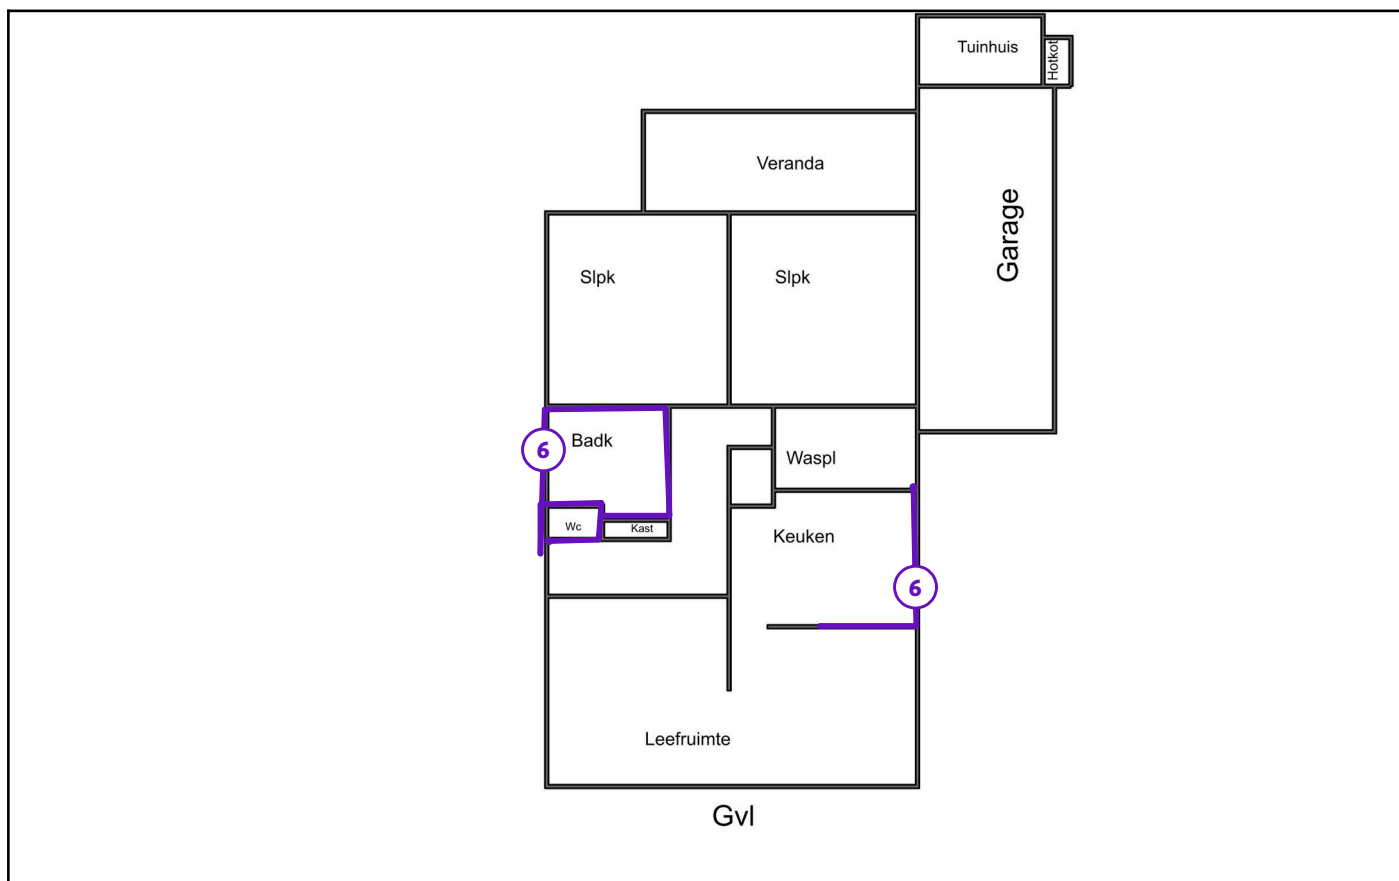 Tuinhuis
Hotkot
Veranda
Garage
Slpk
Slpk
Badk
6
Waspl
Wc
Kast
Keuken
6
Leefruimte
Gvl